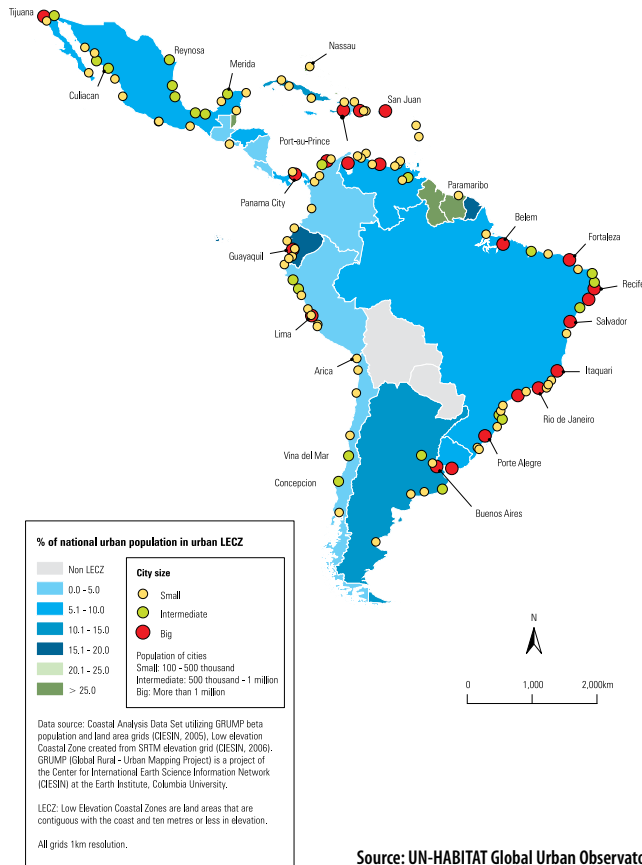 Tijuana
Nassau
Reynosa
Merida
Culiacan
San Juan
Port-au-Prince
Panama City
Paramaribo
Belem
Fortaleza
Guayaquil
Recife
Lima
Salvador
Arica
Itaquari
Rio de Janeiro
Vina del Mar
Porte Alegre
Concepcion
Buenos Aires
% of national urban population in urban LECZ
Non LECZ
0.0 - 5.0
5.1 - 10.0
10.1 - 15.0
15.1 - 20.0
20.1 - 25.0
> 25.0
City size
Small
Intermediate
Big
Population of cities
Small: 100 - 500 thousand
Intermediate: 500 thousand - 1 million
Big: More than 1 million
Data source: Coastal Analysis Data Set utilizing GRUMP beta
population and land area grids (CIESIN, 2005), Low elevation
Coastal Zone created from SRTM elevation grid (CIESIN, 2006).
GRUMP (Global Rural - Urban Mapping Project) is a project of
the Center for International Earth Science Information Network
(CIESIN) at the Earth Institute, Columbia University.
LECZ: Low Elevation Coastal Zones are land areas that are
contiguous with the coast and ten metres or less in elevation.
All grids 1km resolution.
N
0 1,000 2,000km
Source: UN-HABITAT Global Urban Observato